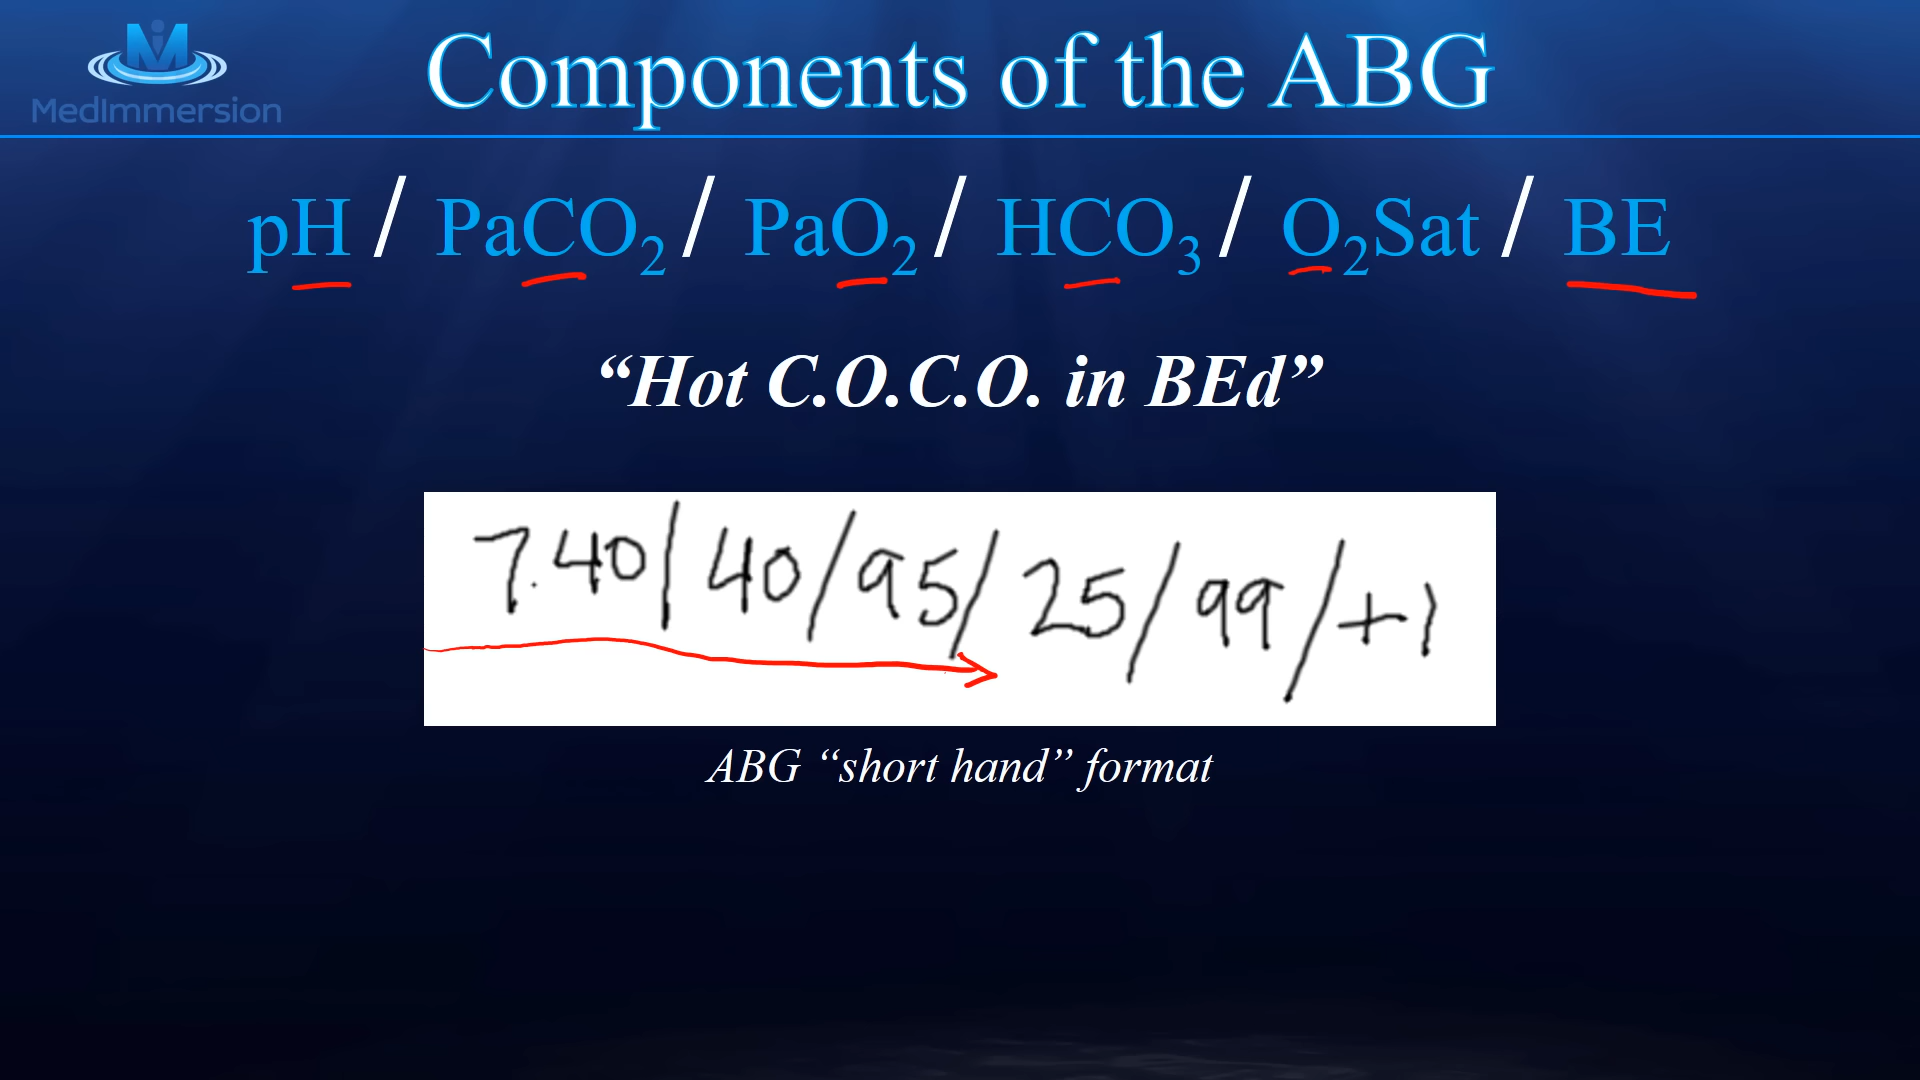 MedImmersion
Components of the ABG
pH / PaCO₂ / PaO₂ / HCO₃ / O₂Sat / BE
“Hot C.O.C.O. in BEd”
7.40/40/95/25/99/+1
ABG “short hand” format